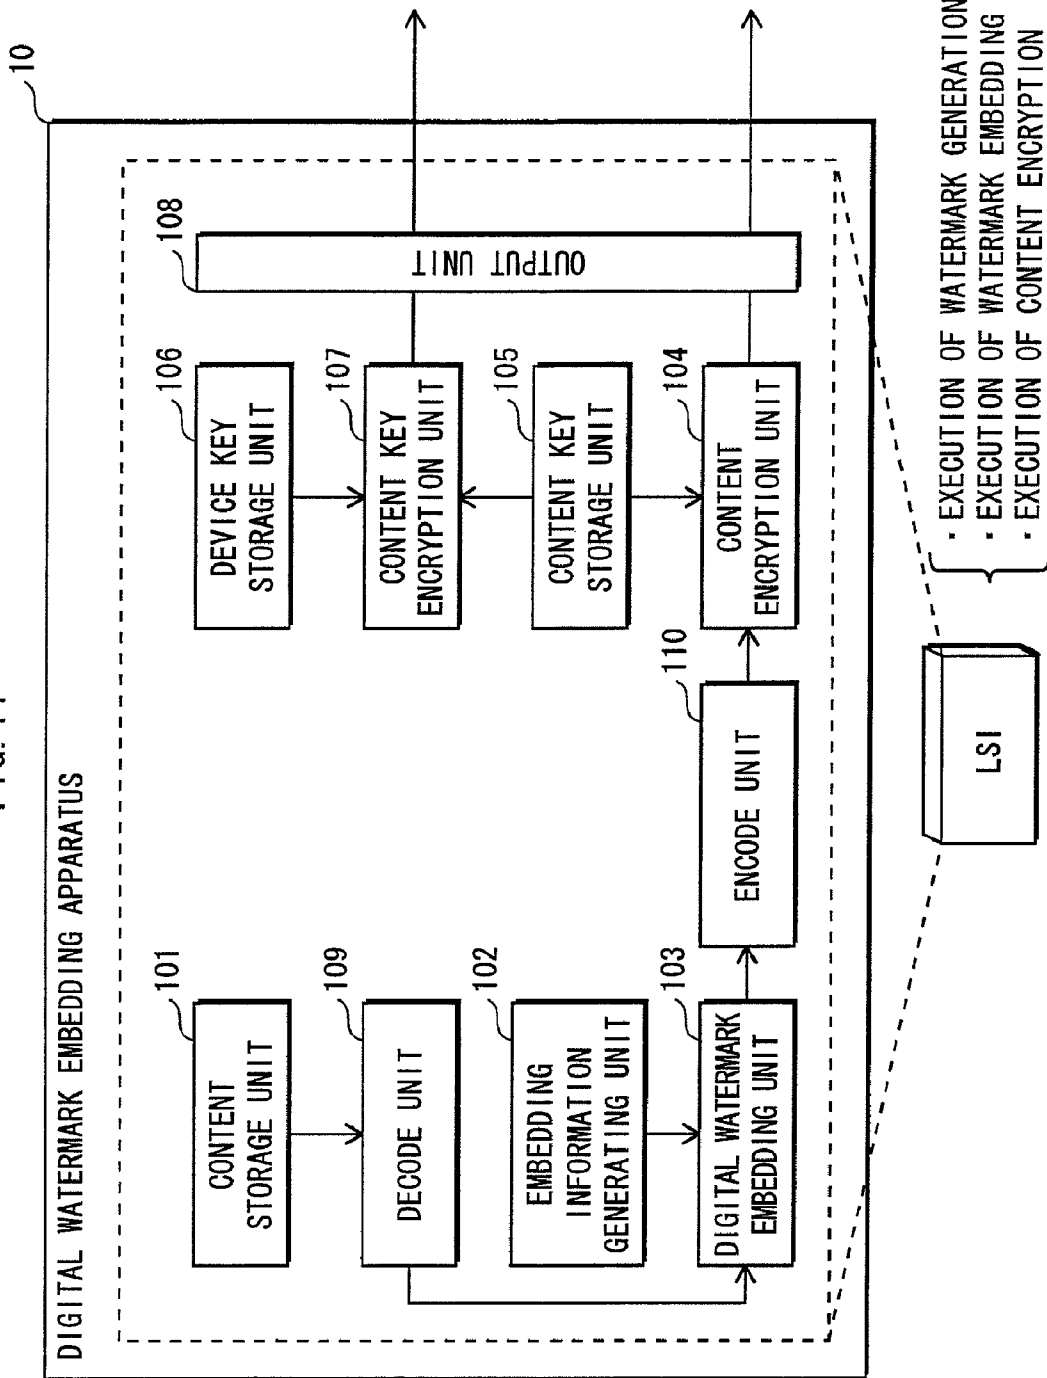 10
DIGITAL WATERMARK EMBEDDING APPARATUS
101
CONTENT
STORAGE UNIT
109
DECODE UNIT
102
EMBEDDING
INFORMATION
GENERATING UNIT
103
DIGITAL WATERMARK
EMBEDDING UNIT
110
ENCODE UNIT
106
DEVICE KEY
STORAGE UNIT
107
CONTENT KEY
ENCRYPTION UNIT
105
CONTENT KEY
STORAGE UNIT
104
CONTENT
ENCRYPTION UNIT
108
OUTPUT UNIT
LSI
· EXECUTION OF WATERMARK GENERATION
· EXECUTION OF WATERMARK EMBEDDING
· EXECUTION OF CONTENT ENCRYPTION